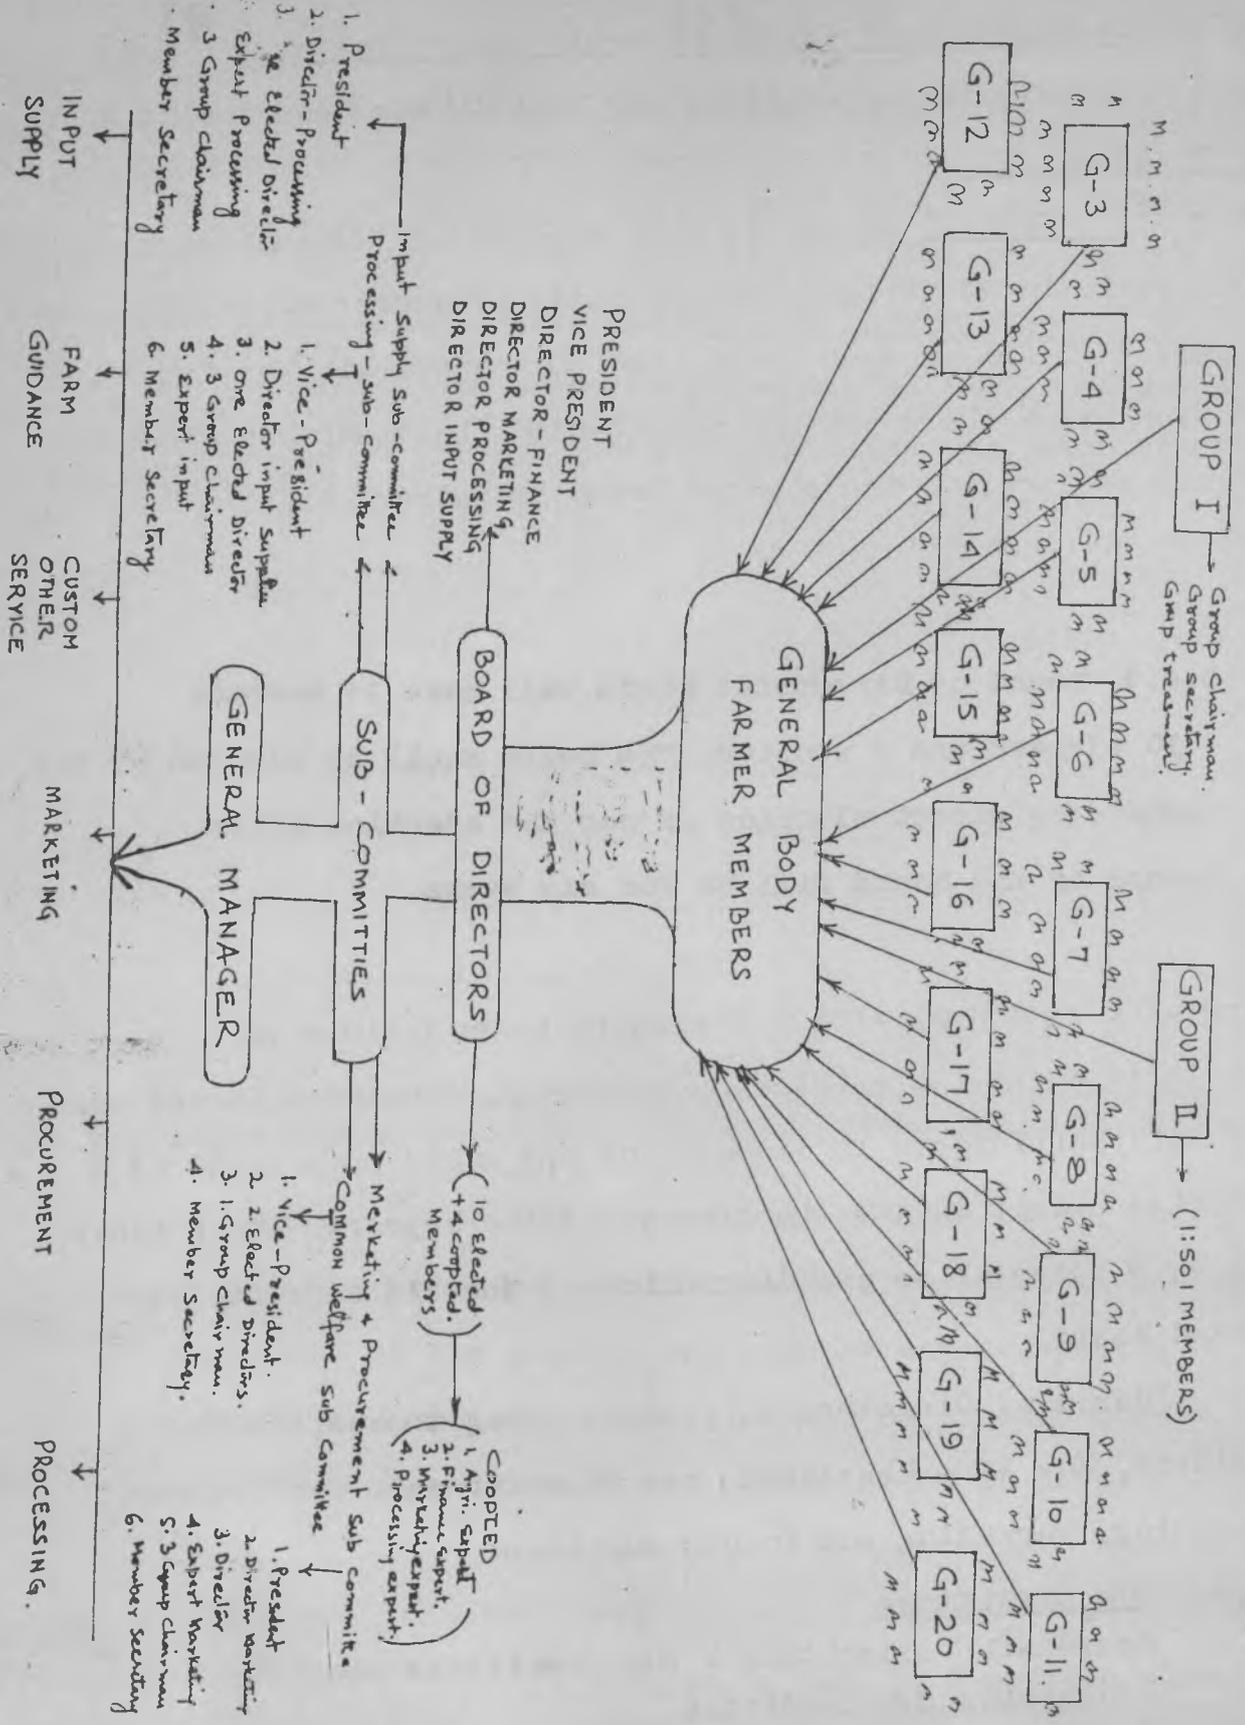 GROUP I
Group chairman.
Group secretary.
Group treasurer.
GROUP II
(1:501 MEMBERS)
M. m. m. m
G-3
G-4
G-5
G-6
G-7
G-8
G-9
G-10
G-11.
G-12
G-13
G-14
G-15
G-16
G-17
G-18
G-19
G-20
GENERAL BODY
FARMER MEMBERS
PRESIDENT
VICE PRESIDENT
DIRECTOR-FINANCE
DIRECTOR MARKETING
DIRECTOR PROCESSING
DIRECTOR INPUT SUPPLY
BOARD OF DIRECTORS
(10 Elected
+4 coopted.
Members)
COOPTED
1. Agri. Expert
2. Finance Expert.
3. Marketing expert.
4. Processing expert.
Input Supply Sub-committee
Processing-sub-committee
SUB-COMMITTIES
Marketing & Procurement Sub committee
Common Welfare Sub Committee
1. President
2. Director-Processing
3. Elected Director
Expert Processing
3 Group Chairman
Member Secretary
1. Vice-President
2. Director input Supplies
3. one Elected Director
4. 3 Group Chairman
5. Expert input
6. Member Secretary
1. Vice-President.
2 2 Elected Directors.
3. 1. Group Chairman.
4. Member Secretary.
1. President
2. Director Marketing
3. Director
4. Expert Marketing
5. 3 Group Chairman
6. Member Secretary
GENERAL MANAGER
INPUT
SUPPLY
FARM
GUIDANCE
CUSTOM
OTHER
SERVICE
MARKETING
PROCUREMENT
PROCESSING.